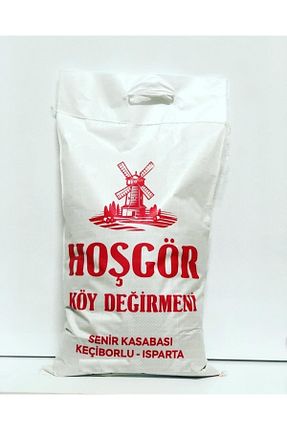 HOŞGÖR
KÖY DEĞİRMENİ
SENİR KASABASI
KEÇİBORLU - ISPARTA